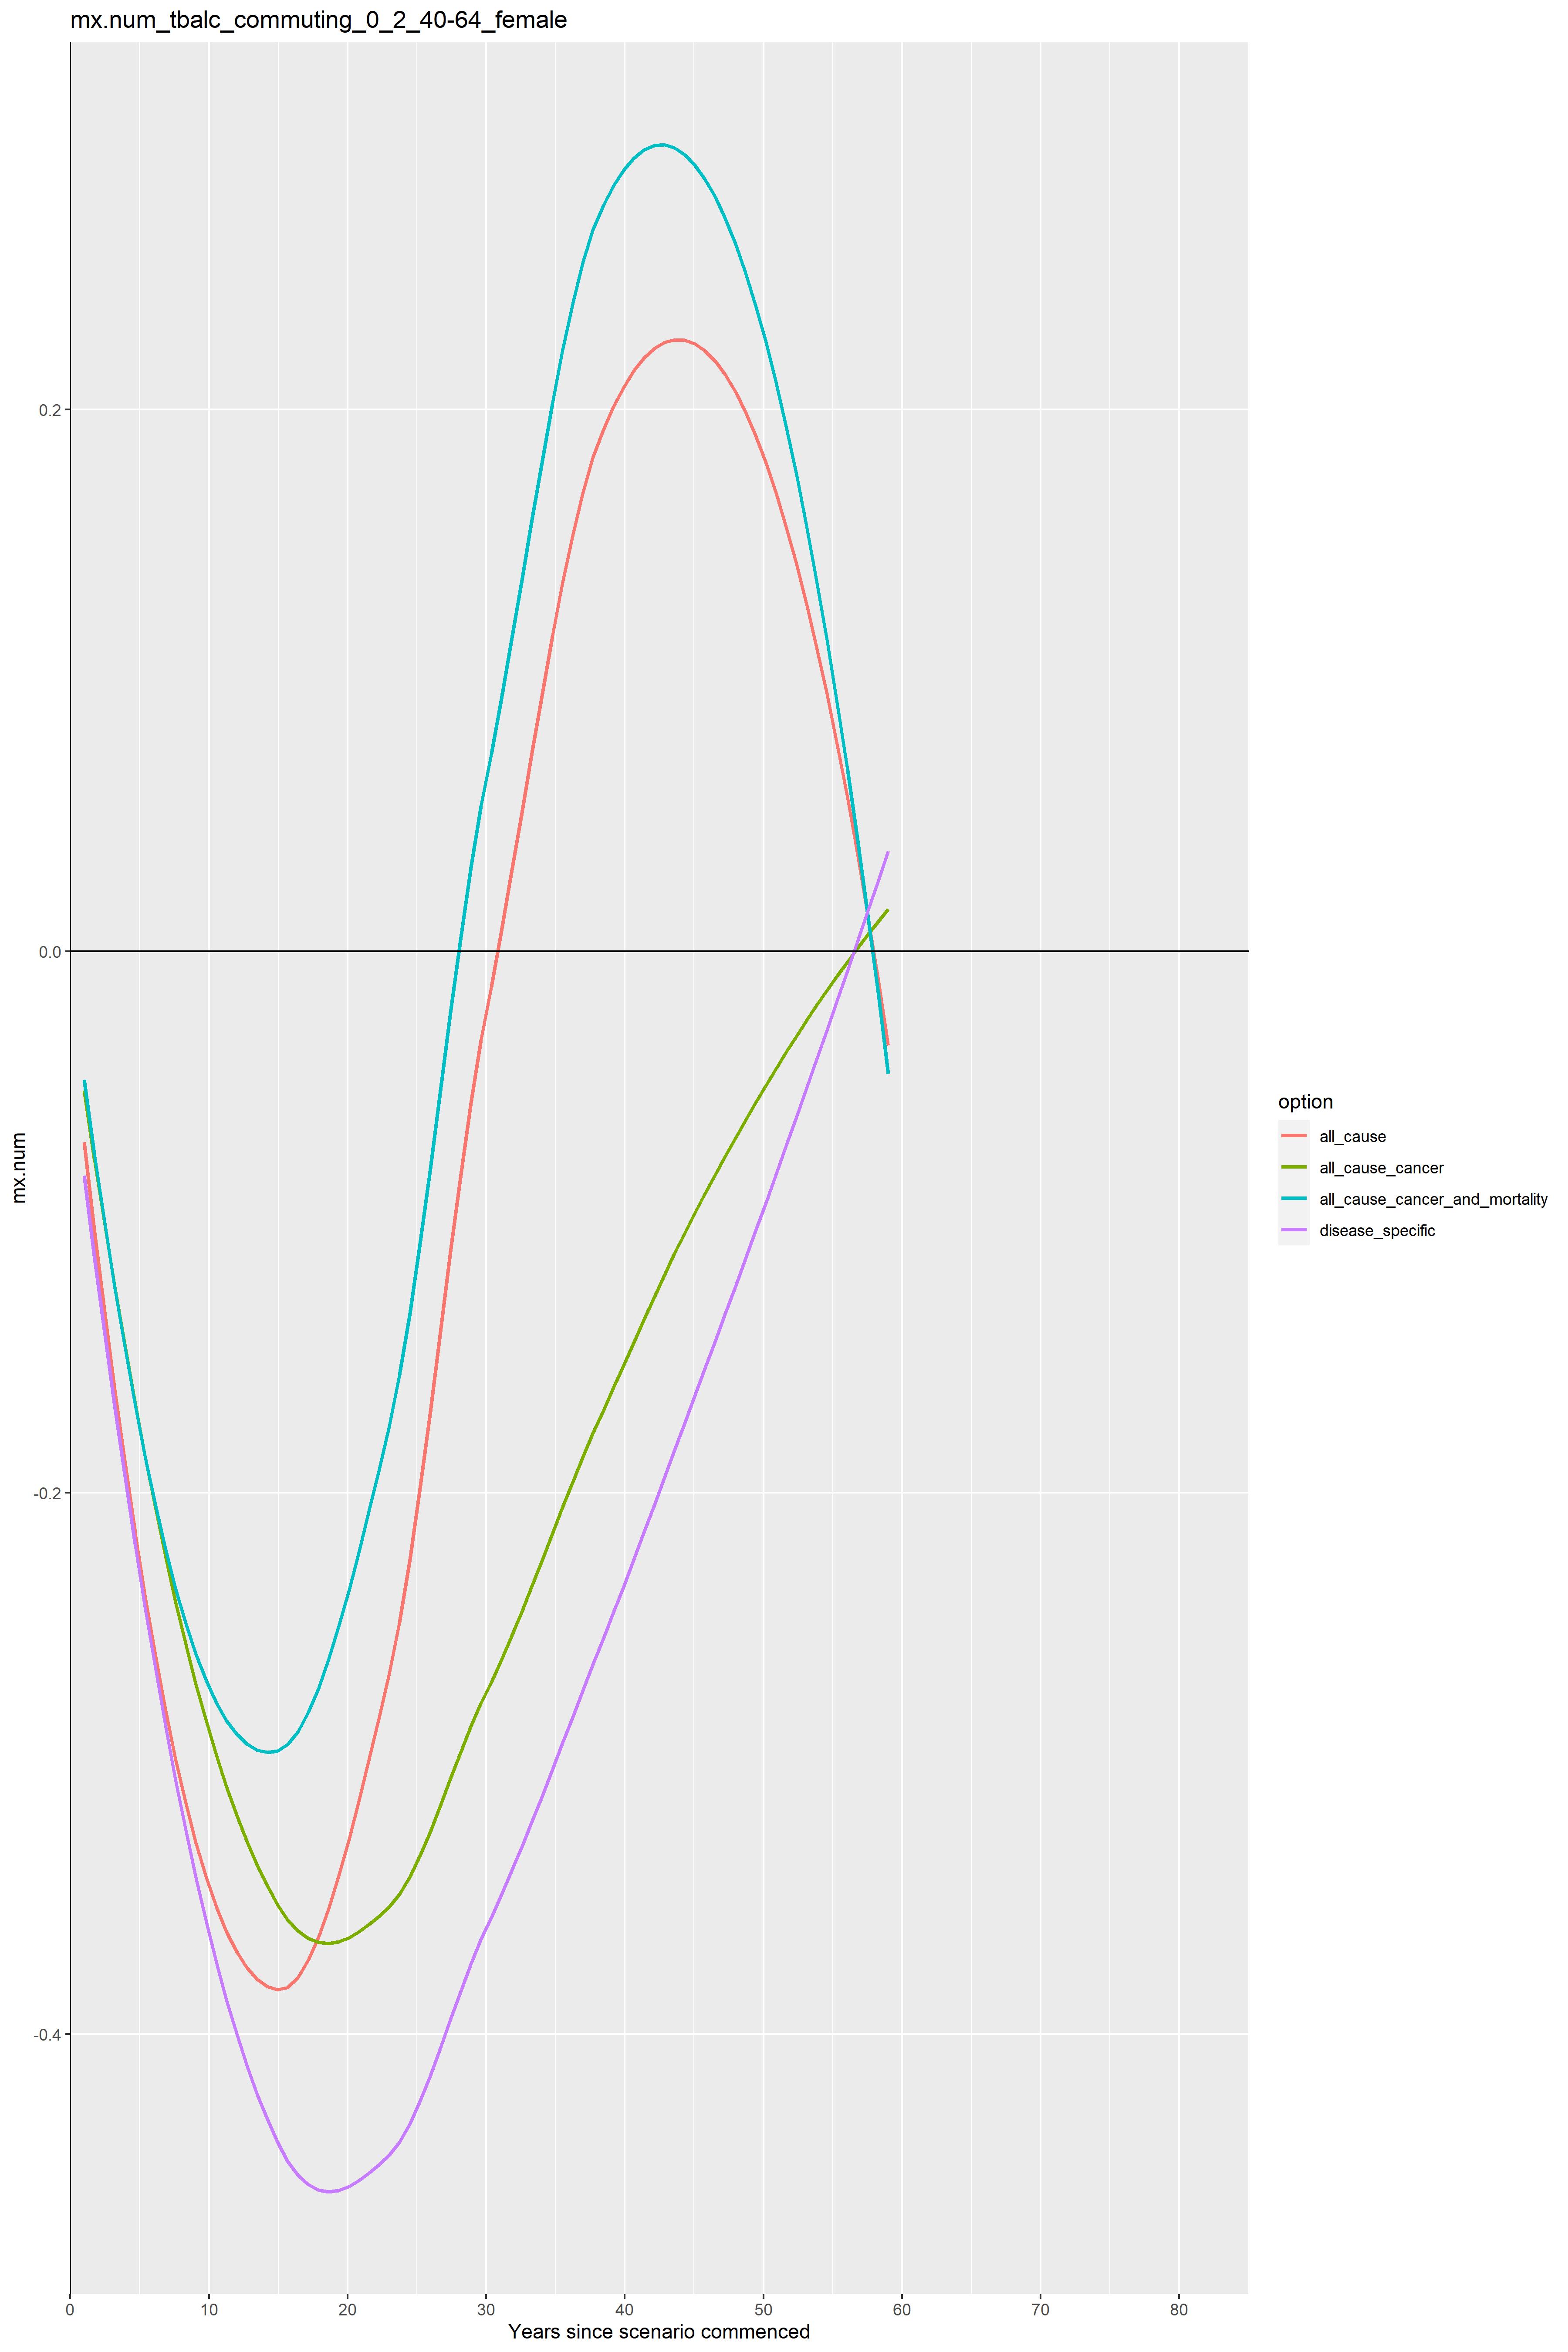 mx.num_tbalc_commuting_0_2_40-64_female
mx.num
0.2
0.0
-0.2
-0.4
0 10 20 30 40 50 60 70 80
Years since scenario commenced
option
all_cause
all_cause_cancer
all_cause_cancer_and_mortality
disease_specific